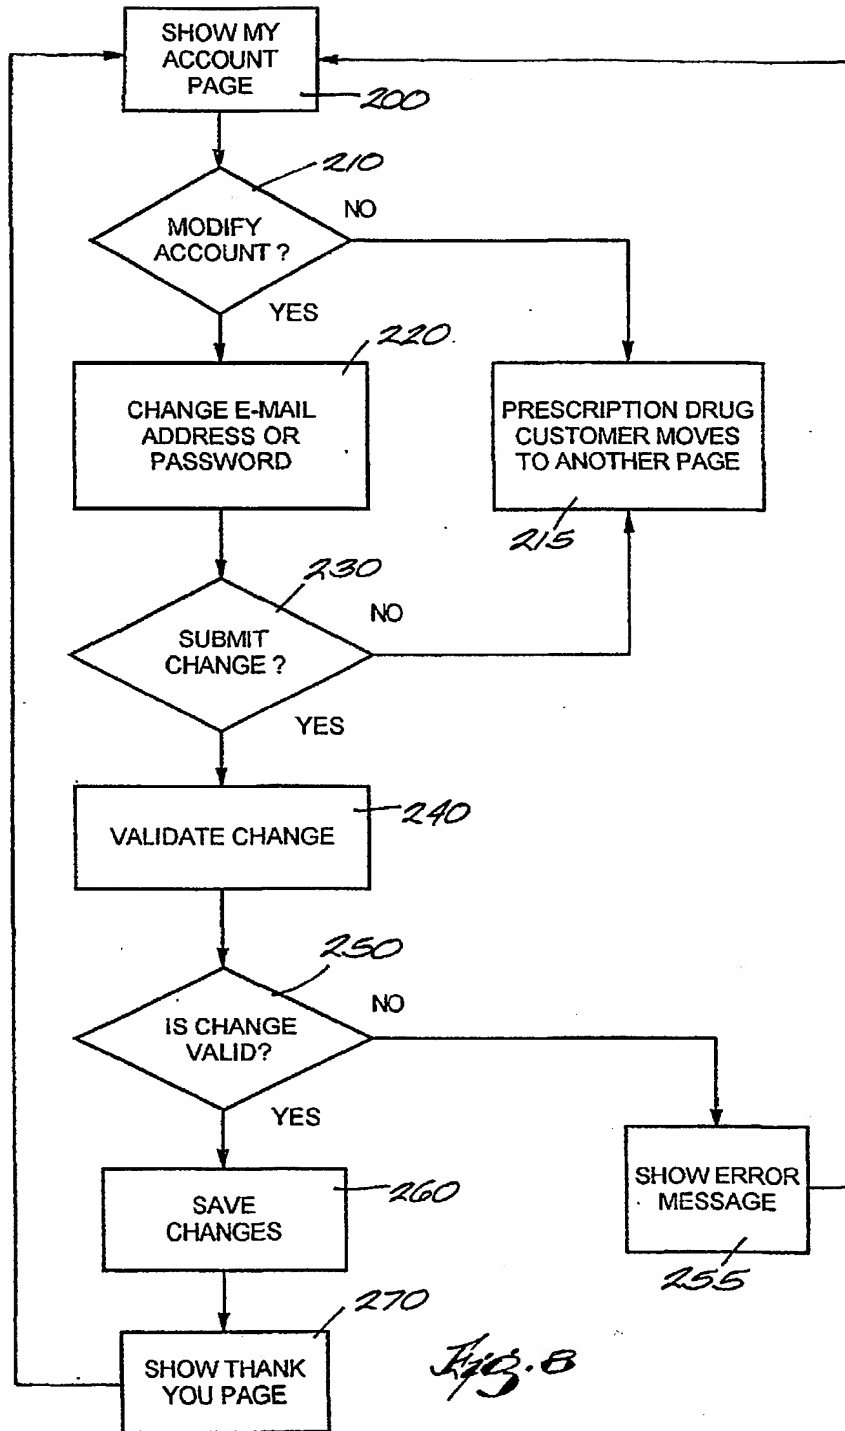 SHOW MY
ACCOUNT
PAGE
200
210
MODIFY
ACCOUNT ?
NO
YES
220
CHANGE E-MAIL
ADDRESS OR
PASSWORD
PRESCRIPTION DRUG
CUSTOMER MOVES
TO ANOTHER PAGE
215
230
SUBMIT
CHANGE ?
NO
YES
VALIDATE CHANGE
240
250
IS CHANGE
VALID?
NO
YES
SAVE
CHANGES
260
SHOW ERROR
MESSAGE
255
270
SHOW THANK
YOU PAGE
Fig. 8